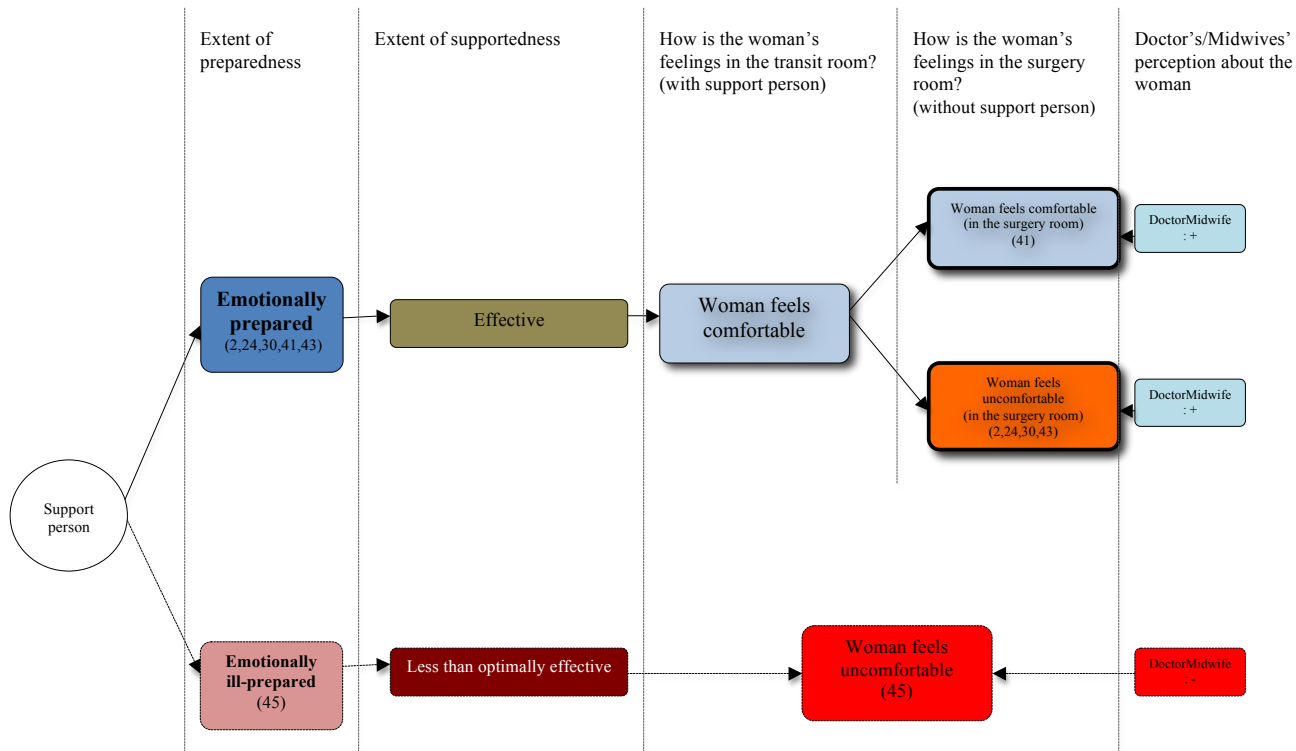 Extent of
preparedness
Extent of supportedness
How is the woman's
feelings in the transit room?
(with support person)
How is the woman's
feelings in the surgery
room?
(without support person)
Doctor's/Midwives'
perception about the
woman
Woman feels comfortable
(in the surgery room)
(41)
DoctorMidwife
: +
Emotionally
prepared
(2,24,30,41,43)
Effective
Woman feels
comfortable
Woman feels
uncomfortable
(in the surgery room)
(2,24,30,43)
DoctorMidwife
: +
Support
person
Emotionally
ill-prepared
(45)
Less than optimally effective
Woman feels
uncomfortable
(45)
DoctorMidwife
: -